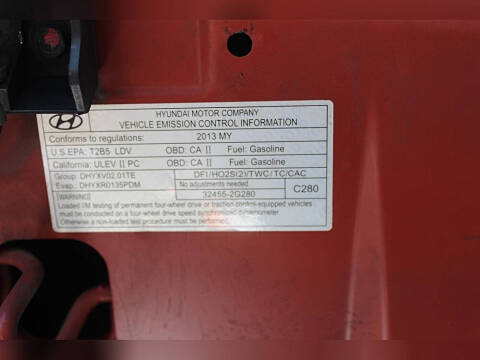 HYUNDAI MOTOR COMPANY
VEHICLE EMISSION CONTROL INFORMATION
Conforms to regulations: 2013 MY
U.S.EPA: T2B5 LDV OBD: CA II Fuel: Gasoline
California: ULEV II PC OBD: CA II Fuel: Gasoline
Group: DHYXV02.01TE DFI/HO2S(2)/TWC/TC/CAC
Evap.: DHYXR0135PDM No adjustments needed. C280
[WARNING] 32455-2G280
Loaded I/M testing of permanent four-wheel drive or traction control-equipped vehicles
must be conducted on a four-wheel drive speed synchronized dynamometer.
Otherwise a non-loaded test procedure must be conducted.